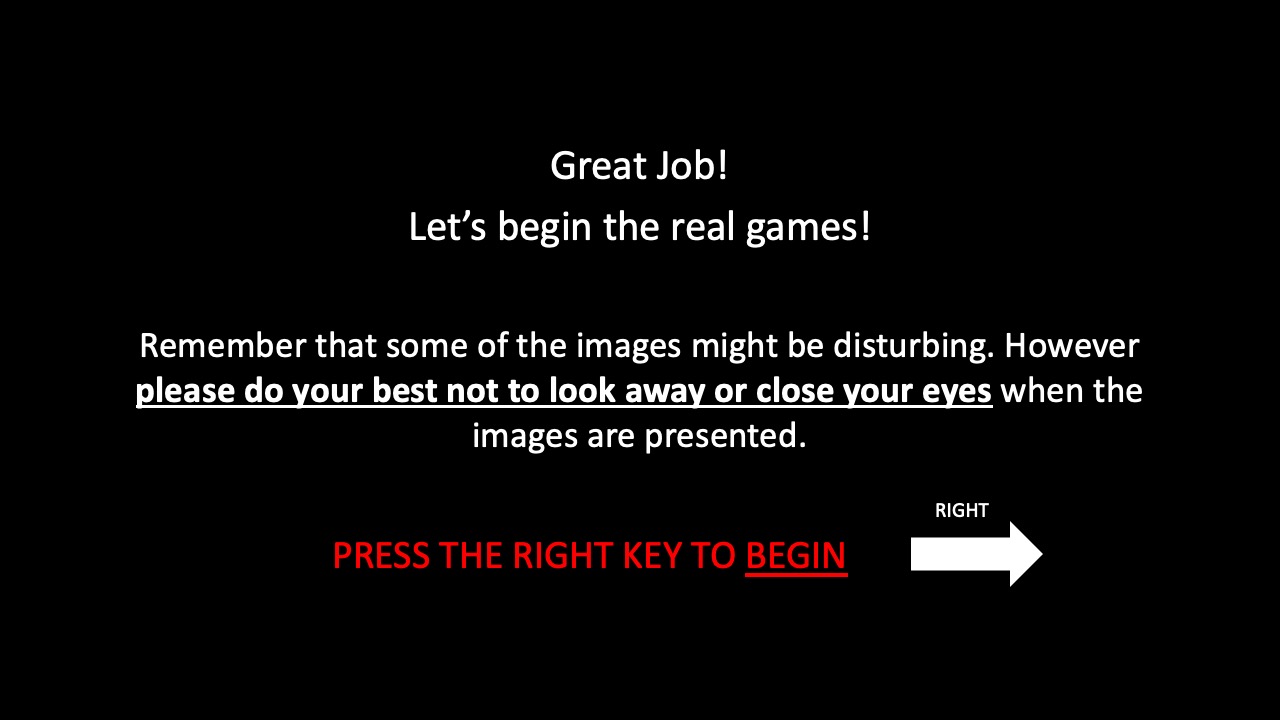 Great Job!
Let’s begin the real games!
Remember that some of the images might be disturbing. However
please do your best not to look away or close your eyes when the
images are presented.
RIGHT
PRESS THE RIGHT KEY TO BEGIN